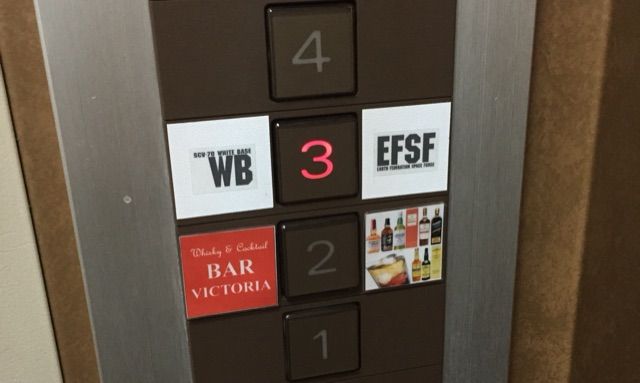 4
SCV-70 WHITE BASE
WB
3
EFSF
EARTH FEDERATION SPACE FORCE
Whisky & Cocktail
BAR
VICTORIA
2
1